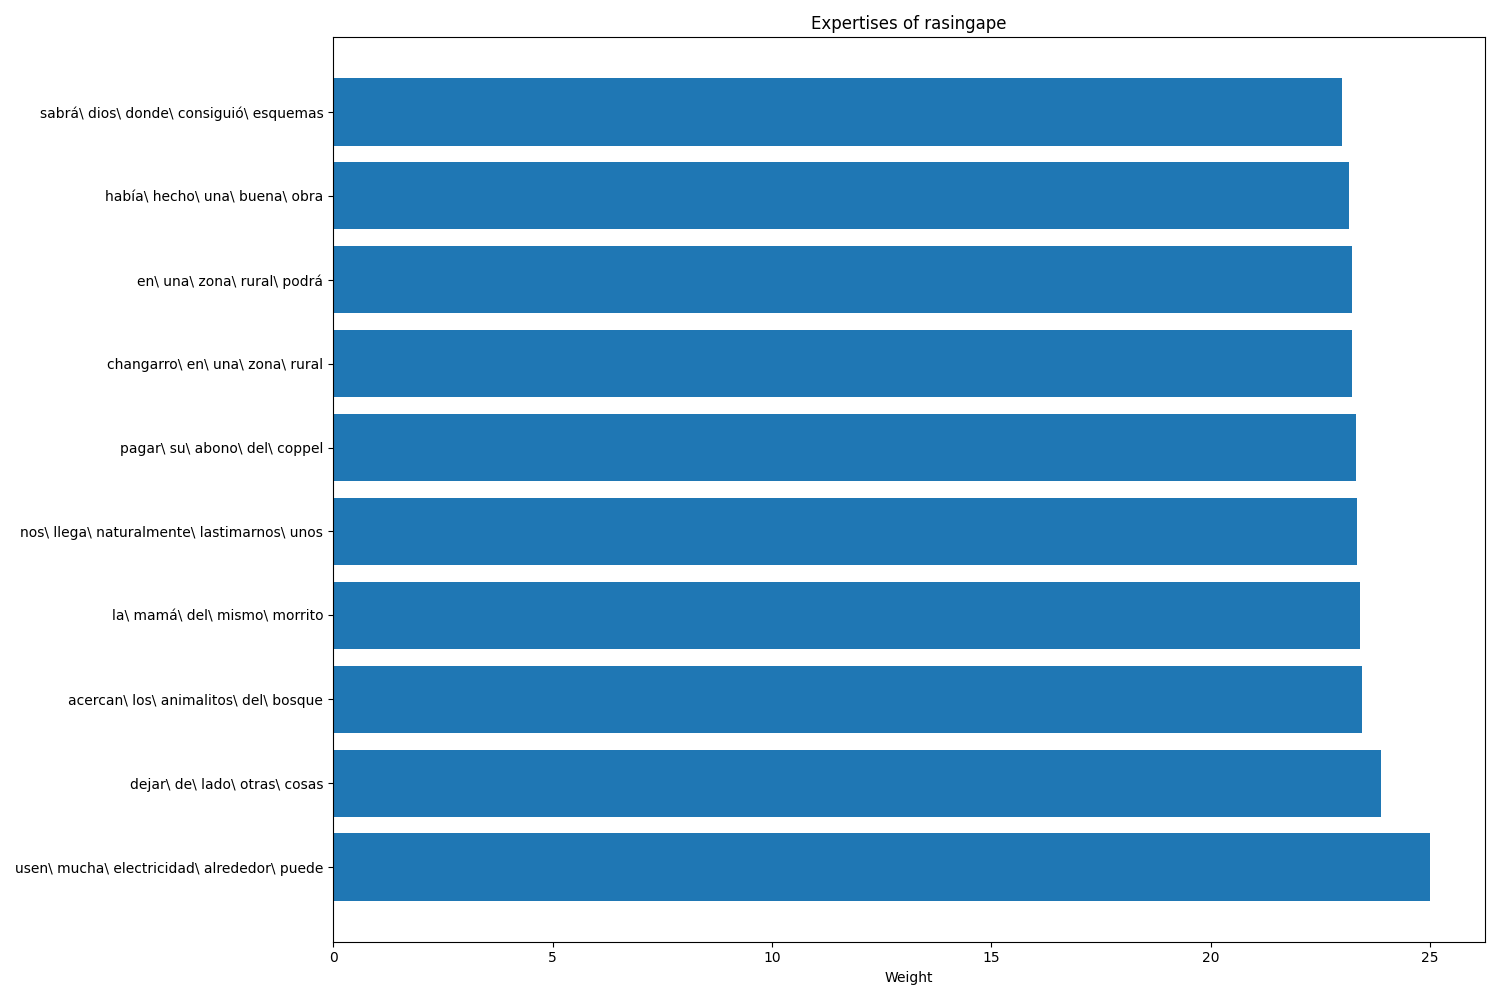 Expertises of rasingape
sabrá\ dios\ donde\ consiguió\ esquemas
había\ hecho\ una\ buena\ obra
en\ una\ zona\ rural\ podrá
changarro\ en\ una\ zona\ rural
pagar\ su\ abono\ del\ coppel
nos\ llega\ naturalmente\ lastimarnos\ unos
la\ mamá\ del\ mismo\ morrito
acercan\ los\ animalitos\ del\ bosque
dejar\ de\ lado\ otras\ cosas
usen\ mucha\ electricidad\ alrededor\ puede
0 5 10 15 20 25
Weight